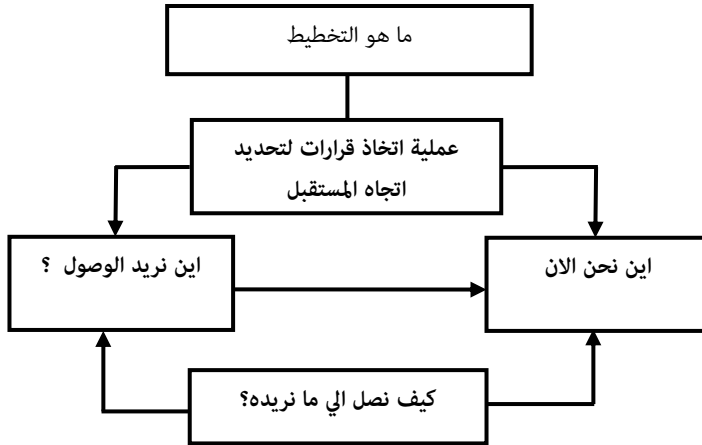 ما هو التخطيط
عملية اتخاذ قرارات لتحديد
اتجاه المستقبل
اين نحن الان
اين نريد الوصول ؟
كيف نصل الي ما نريده؟